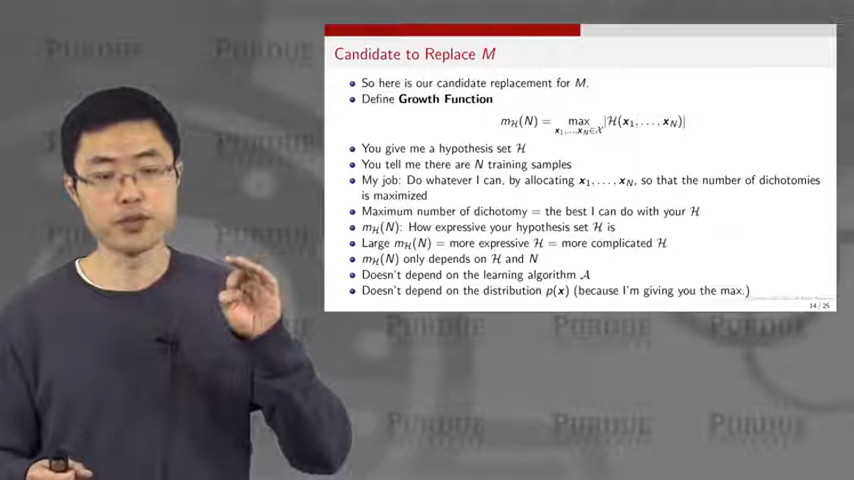 Candidate to Replace M
So here is our candidate replacement for M.
Define Growth Function
m_H(N) = max |H(x_1, . . . , x_N)|
x_1,...,x_N∈X
You give me a hypothesis set H
You tell me there are N training samples
My job: Do whatever I can, by allocating x_1, . . . , x_N, so that the number of dichotomies
is maximized
Maximum number of dichotomy = the best I can do with your H
m_H(N): How expressive your hypothesis set H is
Large m_H(N) = more expressive H = more complicated H
m_H(N) only depends on H and N
Doesn't depend on the learning algorithm A
Doesn't depend on the distribution p(x) (because I'm giving you the max.)
14 / 25
PURDUE
PURDUE
PURDUE
PURDUE
PURDUE
PURDUE
PURDUE
PURDUE